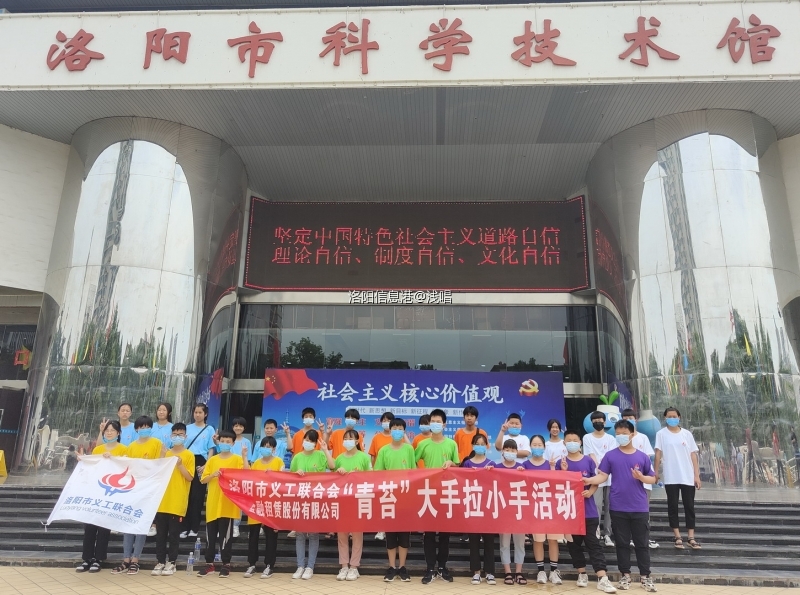 洛阳市科学技术馆
坚定中国特色社会主义道路自信
理论自信、制度自信、文化自信
洛阳信息港@浅唱
社会主义核心价值观
洛阳市义工联合会“青苔”大手拉小手活动
金融租赁股份有限公司
洛阳市义工联合会
Luoyang volunteer association